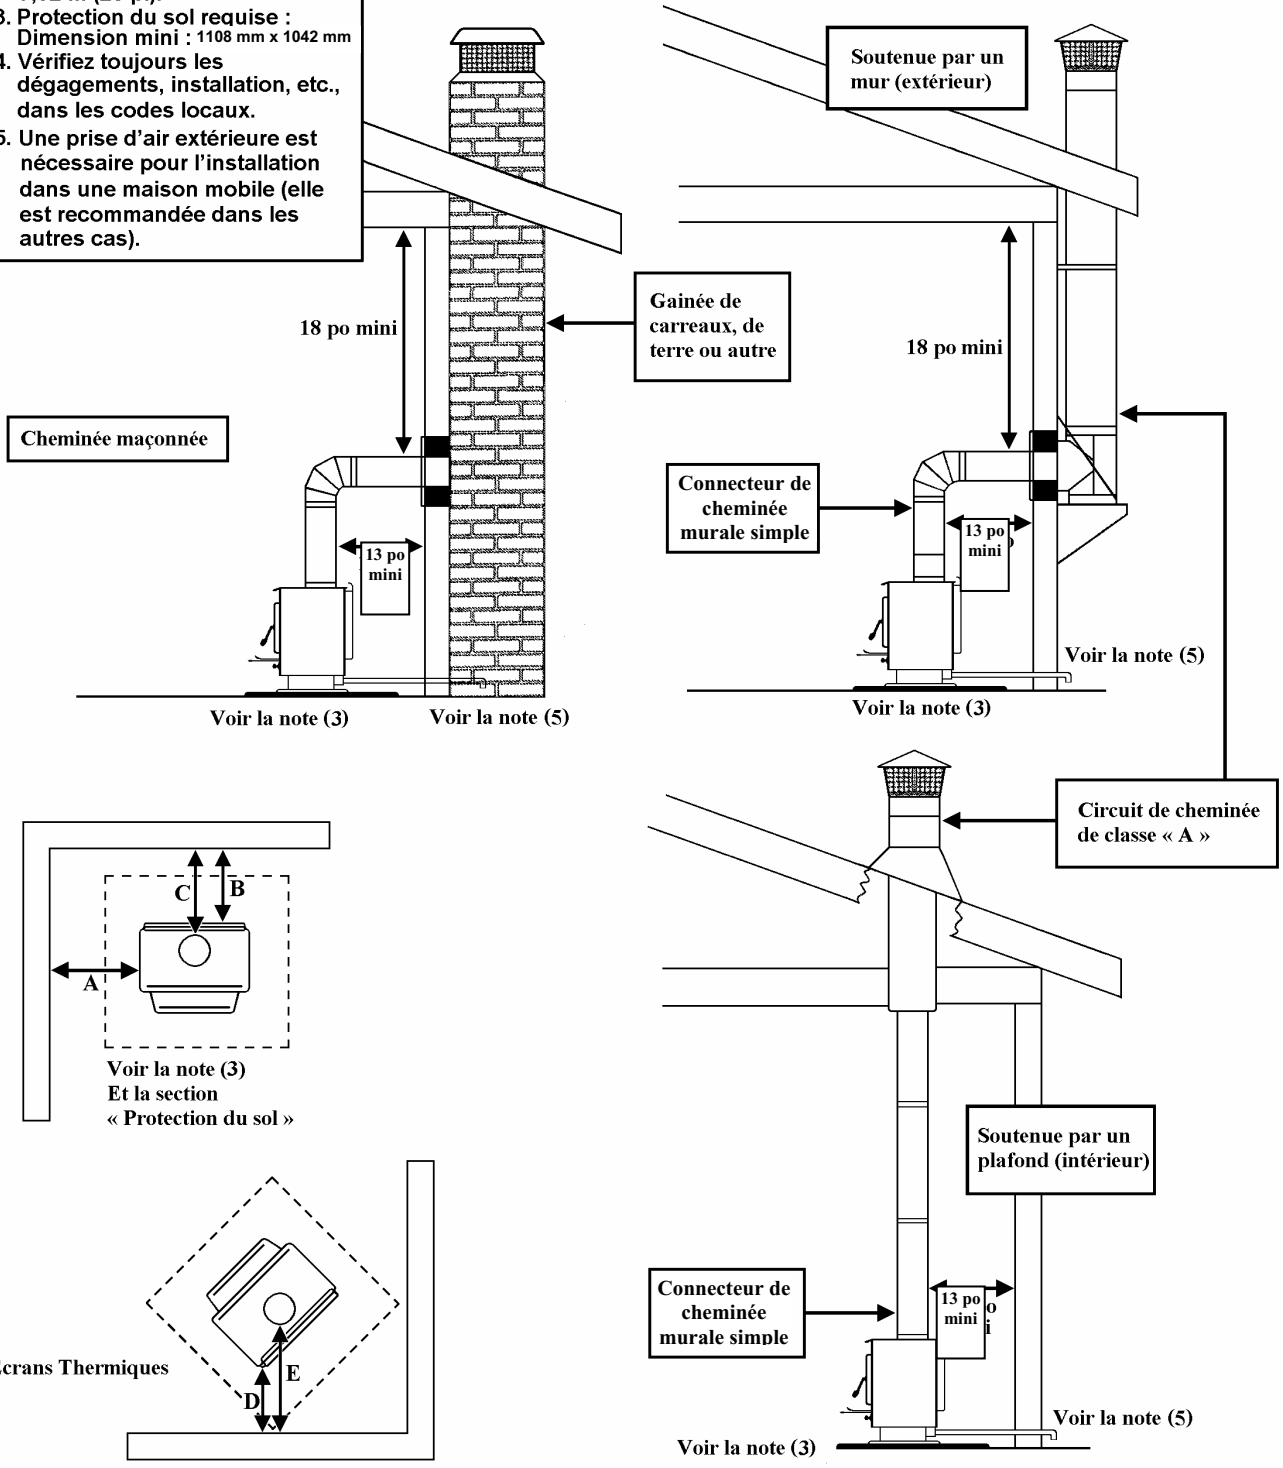 3. Protection du sol requise :
Dimension mini : 1108 mm x 1042 mm
4. Vérifiez toujours les
dégagements, installation, etc.,
dans les codes locaux.
5. Une prise d’air extérieure est
nécessaire pour l’installation
dans une maison mobile (elle
est recommandée dans les
autres cas).
18 po mini
Gainée de
carreaux, de
terre ou autre
Cheminée maçonnée
13 po
mini
Voir la note (3)
Voir la note (5)
Soutenue par un
mur (extérieur)
18 po mini
Connecteur de
cheminée
murale simple
13 po
mini
Voir la note (5)
Voir la note (3)
Circuit de cheminée
de classe « A »
C
B
A
Voir la note (3)
Et la section
« Protection du sol »
Soutenue par un
plafond (intérieur)
Connecteur de
cheminée
murale simple
13 po
mini
Voir la note (5)
Voir la note (3)
crans Thermiques
D
E